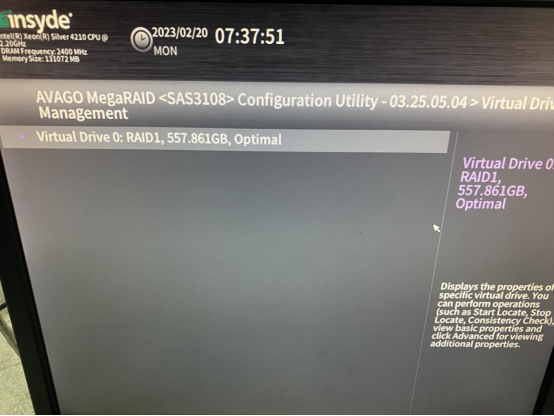 insyde®
Intel(R) Xeon(R) Silver 4210 CPU @
2.20GHz
DRAM Frequency: 2400 MHz
Memory Size: 131072 MB
2023/02/20
MON
07:37:51
AVAGO MegaRAID <SAS3108> Configuration Utility - 03.25.05.04 > Virtual Driv
Management
Virtual Drive 0: RAID1, 557.861GB, Optimal
Virtual Drive 0:
RAID1,
557.861GB,
Optimal
Displays the properties of
specific virtual drive. You
can perform operations
(such as Start Locate, Stop
Locate, Consistency Check),
view basic properties and
click Advanced for viewing
additional properties.